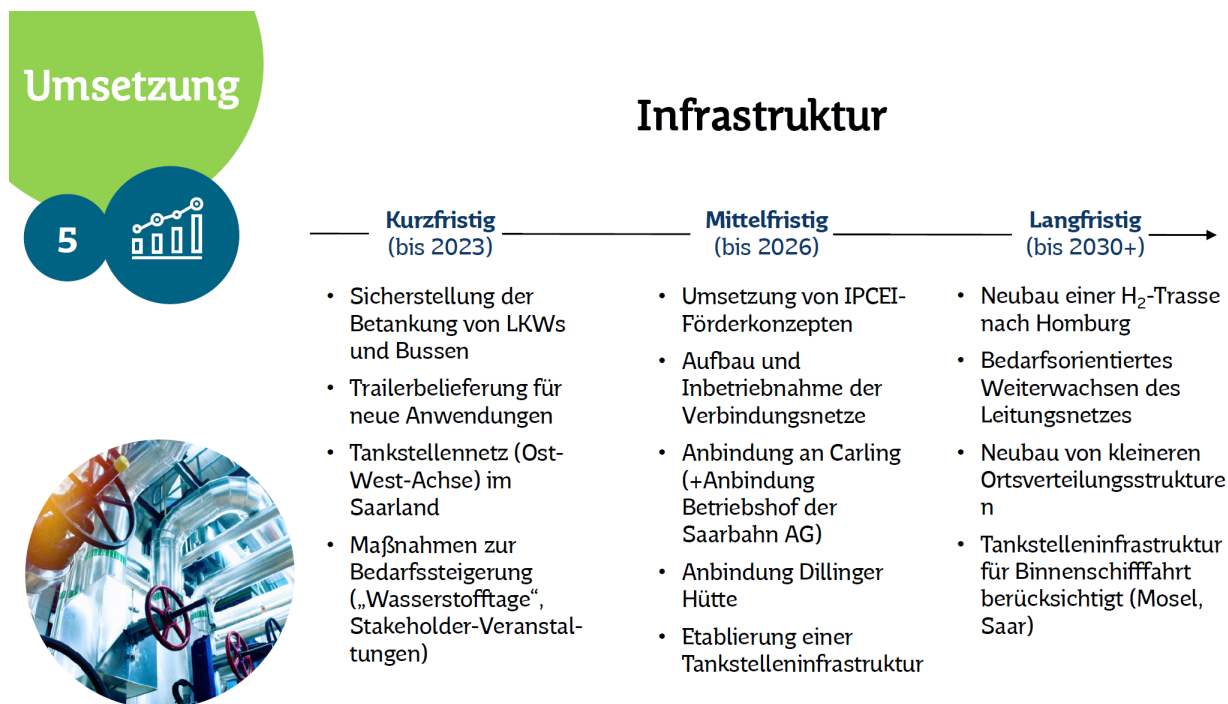 Umsetzung
5
Infrastruktur
Kurzfristig
(bis 2023)
• Sicherstellung der
Betankung von LKWs
und Bussen
• Trailerbelieferung für
neue Anwendungen
• Tankstellennetz (Ost-
West-Achse) im
Saarland
• Maßnahmen zur
Bedarfssteigerung
(„Wasserstofftage“,
Stakeholder-Veranstal-
tungen)
Mittelfristig
(bis 2026)
• Umsetzung von IPCEI-
Förderkonzepten
• Aufbau und
Inbetriebnahme der
Verbindungsnetze
• Anbindung an Carling
(+Anbindung
Betriebshof der
Saarbahn AG)
• Anbindung Dillinger
Hütte
• Etablierung einer
Tankstelleninfrastruktur
Langfristig
(bis 2030+)
• Neubau einer H₂-Trasse
nach Homburg
• Bedarfsorientiertes
Weiterwachsen des
Leitungsnetzes
• Neubau von kleineren
Ortsverteilungsstrukture
n
• Tankstelleninfrastruktur
für Binnenschifffahrt
berücksichtigt (Mosel,
Saar)